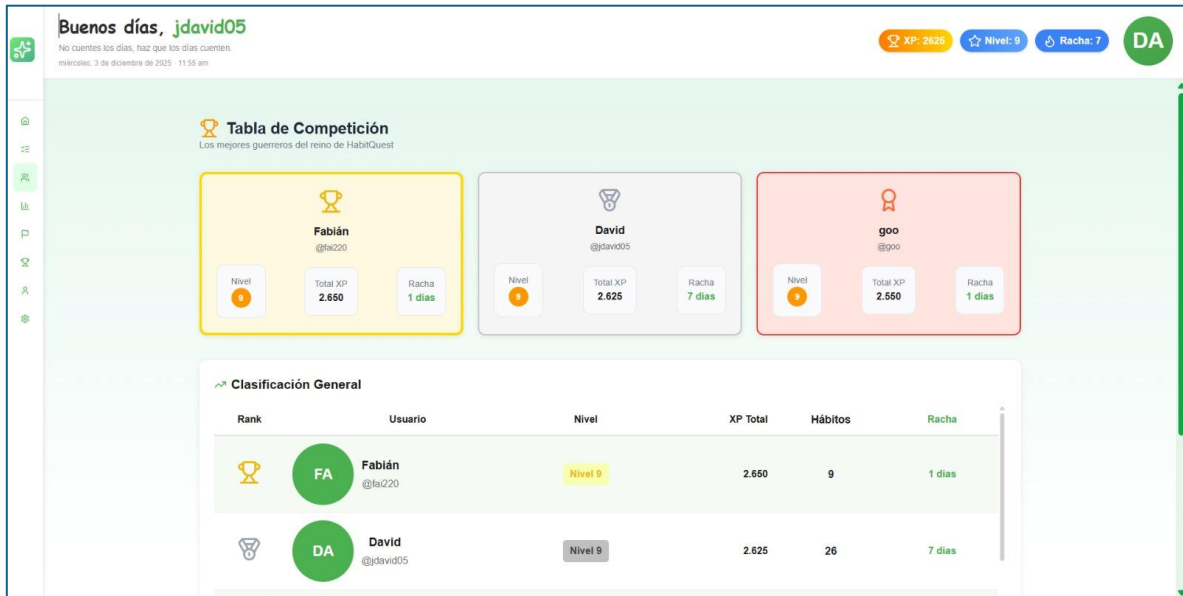 Buenos días, jdavid05
No cuentes los días, haz que los días cuenten.
miércoles, 3 de diciembre de 2025 · 11:55 am
XP: 2625
Nivel: 9
Racha: 7
DA
Tabla de Competición
Los mejores guerreros del reino de HabitQuest
Fabián
@fai220
Nivel Total XP Racha
9 2.650 1 dias
David
@jdavid05
Nivel Total XP Racha
9 2.625 7 dias
goo
@goo
Nivel Total XP Racha
9 2.550 1 dias
Clasificación General
Rank Usuario Nivel XP Total Hábitos Racha
FA Fabián Nivel 9 2.650 9 1 dias
@fai220
DA David Nivel 9 2.625 26 7 dias
@jdavid05